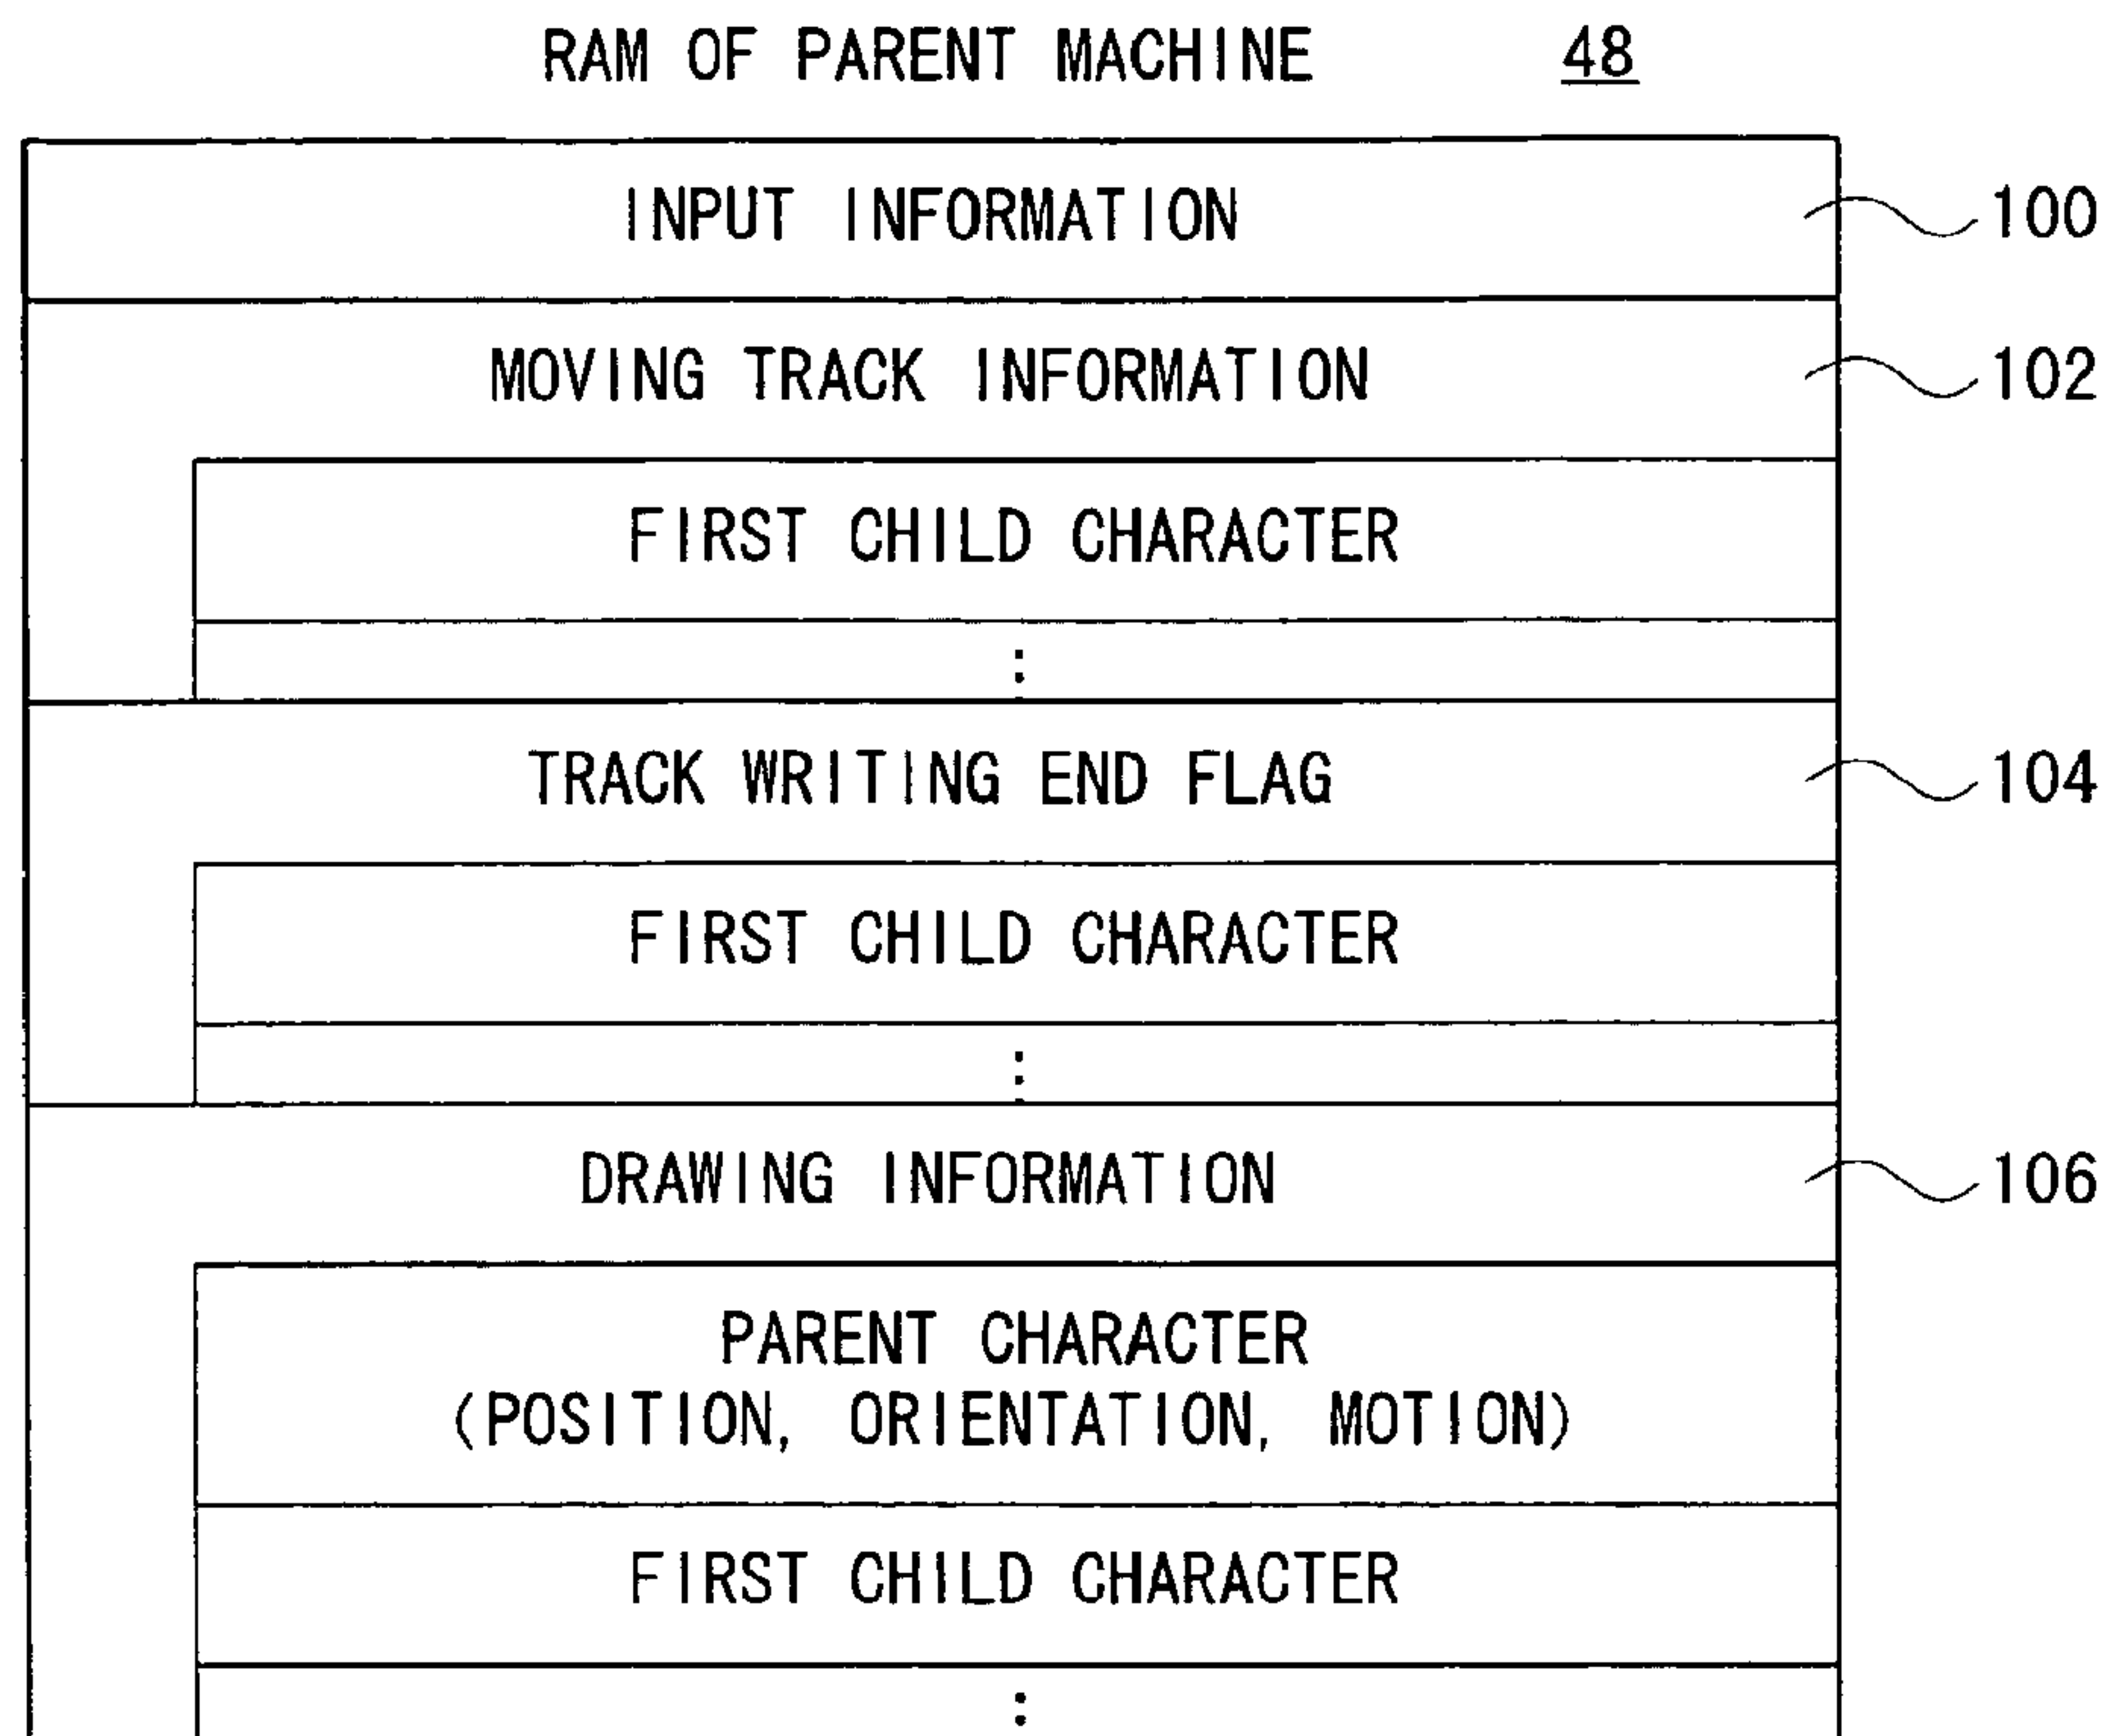 RAM OF PARENT MACHINE 48
INPUT INFORMATION 100
MOVING TRACK INFORMATION 102
FIRST CHILD CHARACTER
TRACK WRITING END FLAG 104
FIRST CHILD CHARACTER
DRAWING INFORMATION 106
PARENT CHARACTER
(POSITION, ORIENTATION, MOTION)
FIRST CHILD CHARACTER